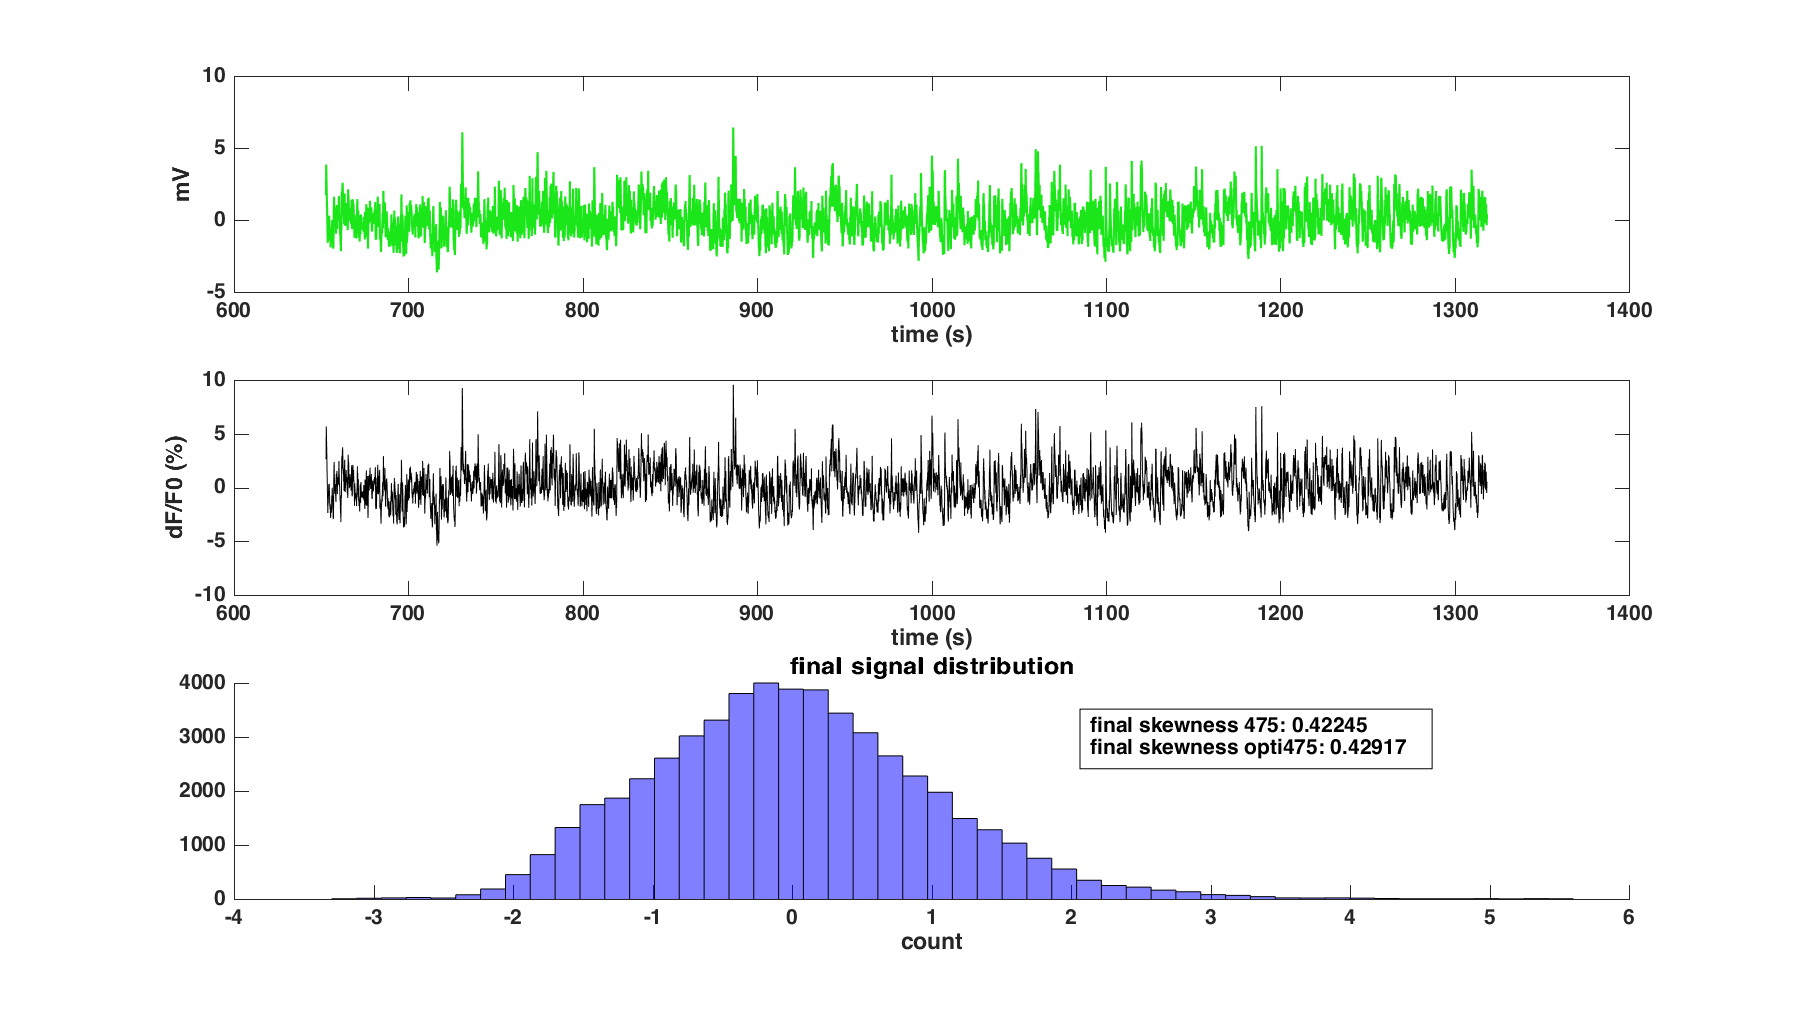 10
5
0
-5
mV
600 700 800 900 1000 1100 1200 1300 1400
time (s)
10
5
0
-5
-10
dF/F0 (%)
600 700 800 900 1000 1100 1200 1300 1400
time (s)
final signal distribution
4000
3000
2000
1000
0
final skewness 475: 0.42245
final skewness opti475: 0.42917
-4 -3 -2 -1 0 1 2 3 4 5 6
count